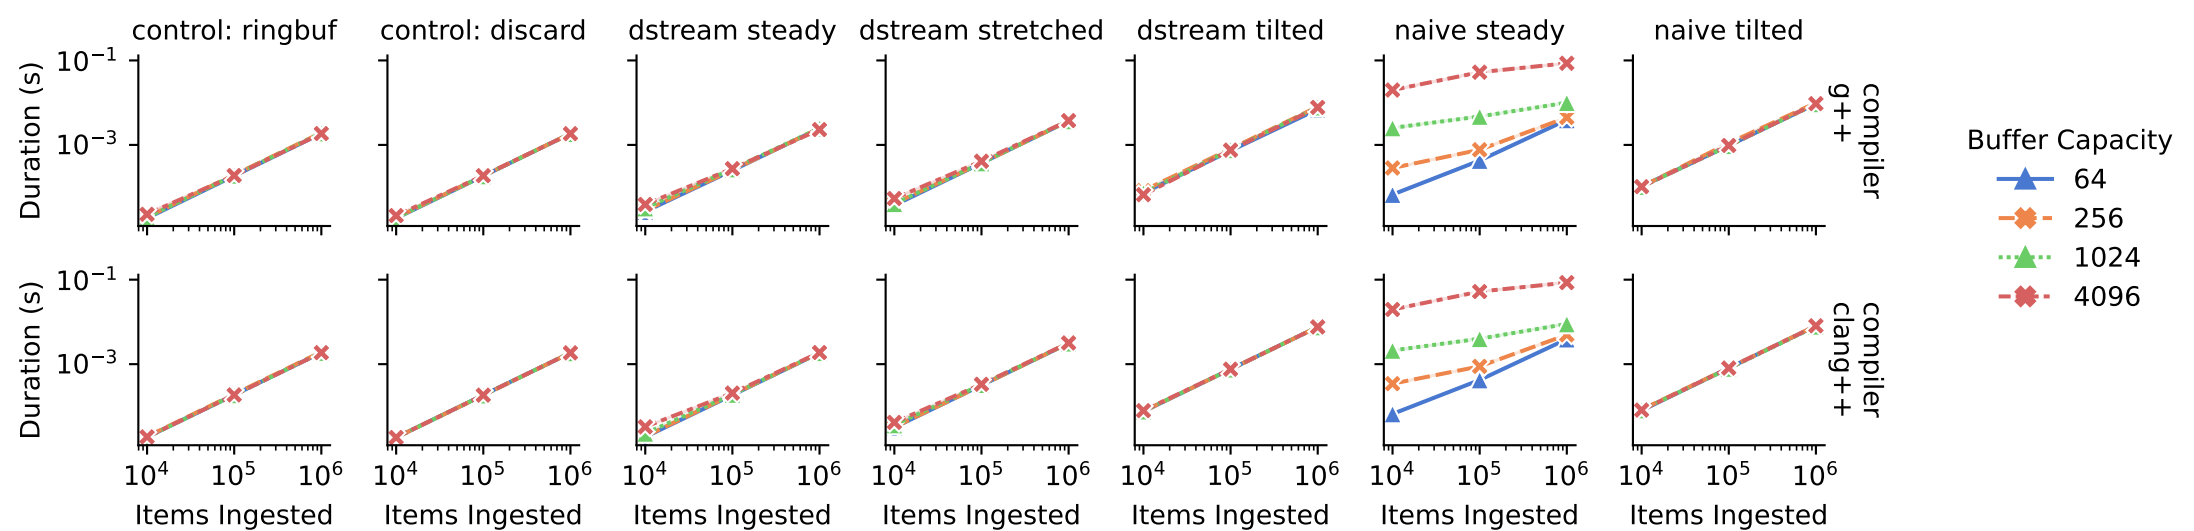 control: ringbuf
control: discard
dstream steady
dstream stretched
dstream tilted
naive steady
naive tilted
Duration (s)
10⁻¹
10⁻³
compiler
g++
Buffer Capacity
64
256
1024
4096
Duration (s)
10⁻¹
10⁻³
compiler
clang++
10⁴ 10⁵ 10⁶
10⁴ 10⁵ 10⁶
10⁴ 10⁵ 10⁶
10⁴ 10⁵ 10⁶
10⁴ 10⁵ 10⁶
10⁴ 10⁵ 10⁶
10⁴ 10⁵ 10⁶
Items Ingested
Items Ingested
Items Ingested
Items Ingested
Items Ingested
Items Ingested
Items Ingested